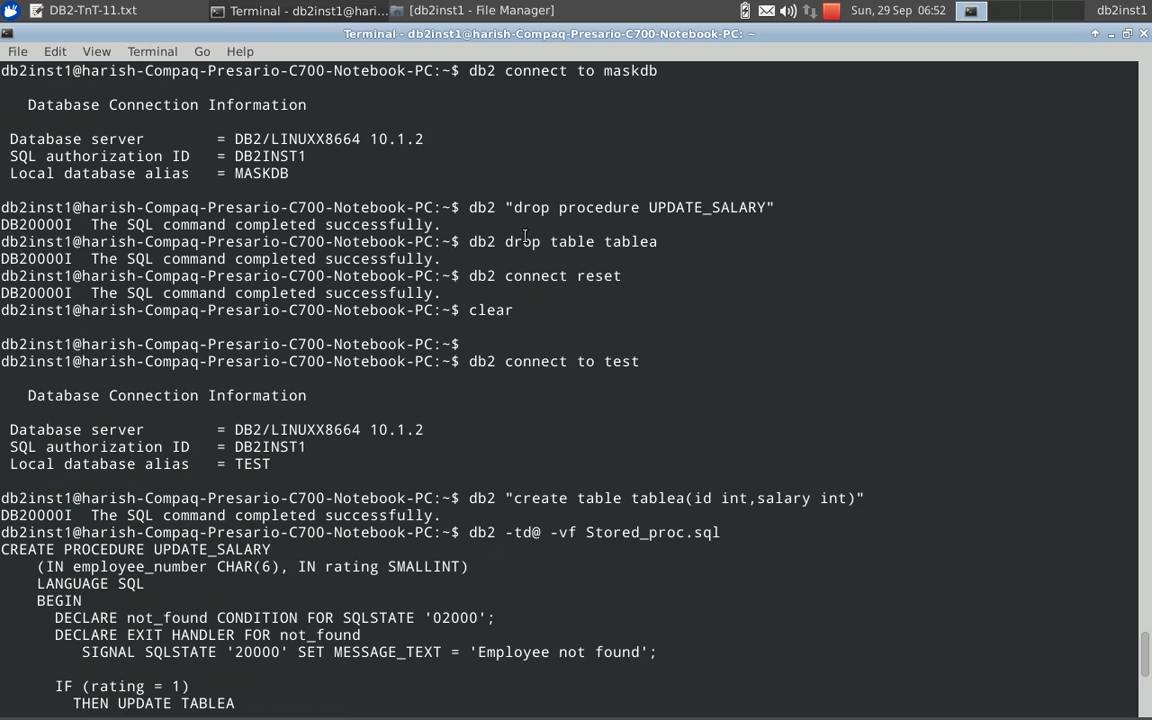 DB2-TnT-11.txt
Terminal - db2inst1@hari...
[db2inst1 - File Manager]
Sun, 29 Sep 06:52
db2inst1
Terminal - db2inst1@harish-Compaq-Presario-C700-Notebook-PC: ~
File Edit View Terminal Go Help
db2inst1@harish-Compaq-Presario-C700-Notebook-PC:~$ db2 connect to maskdb
Database Connection Information
Database server = DB2/LINUXX8664 10.1.2
SQL authorization ID = DB2INST1
Local database alias = MASKDB
db2inst1@harish-Compaq-Presario-C700-Notebook-PC:~$ db2 "drop procedure UPDATE_SALARY"
DB20000I The SQL command completed successfully.
db2inst1@harish-Compaq-Presario-C700-Notebook-PC:~$ db2 drop table tablea
DB20000I The SQL command completed successfully.
db2inst1@harish-Compaq-Presario-C700-Notebook-PC:~$ db2 connect reset
DB20000I The SQL command completed successfully.
db2inst1@harish-Compaq-Presario-C700-Notebook-PC:~$ clear
db2inst1@harish-Compaq-Presario-C700-Notebook-PC:~$
db2inst1@harish-Compaq-Presario-C700-Notebook-PC:~$ db2 connect to test
Database Connection Information
Database server = DB2/LINUXX8664 10.1.2
SQL authorization ID = DB2INST1
Local database alias = TEST
db2inst1@harish-Compaq-Presario-C700-Notebook-PC:~$ db2 "create table tablea(id int,salary int)"
DB20000I The SQL command completed successfully.
db2inst1@harish-Compaq-Presario-C700-Notebook-PC:~$ db2 -td@ -vf Stored_proc.sql
CREATE PROCEDURE UPDATE_SALARY
(IN employee_number CHAR(6), IN rating SMALLINT)
LANGUAGE SQL
BEGIN
DECLARE not_found CONDITION FOR SQLSTATE '02000';
DECLARE EXIT HANDLER FOR not_found
SIGNAL SQLSTATE '20000' SET MESSAGE_TEXT = 'Employee not found';
IF (rating = 1)
THEN UPDATE TABLEA